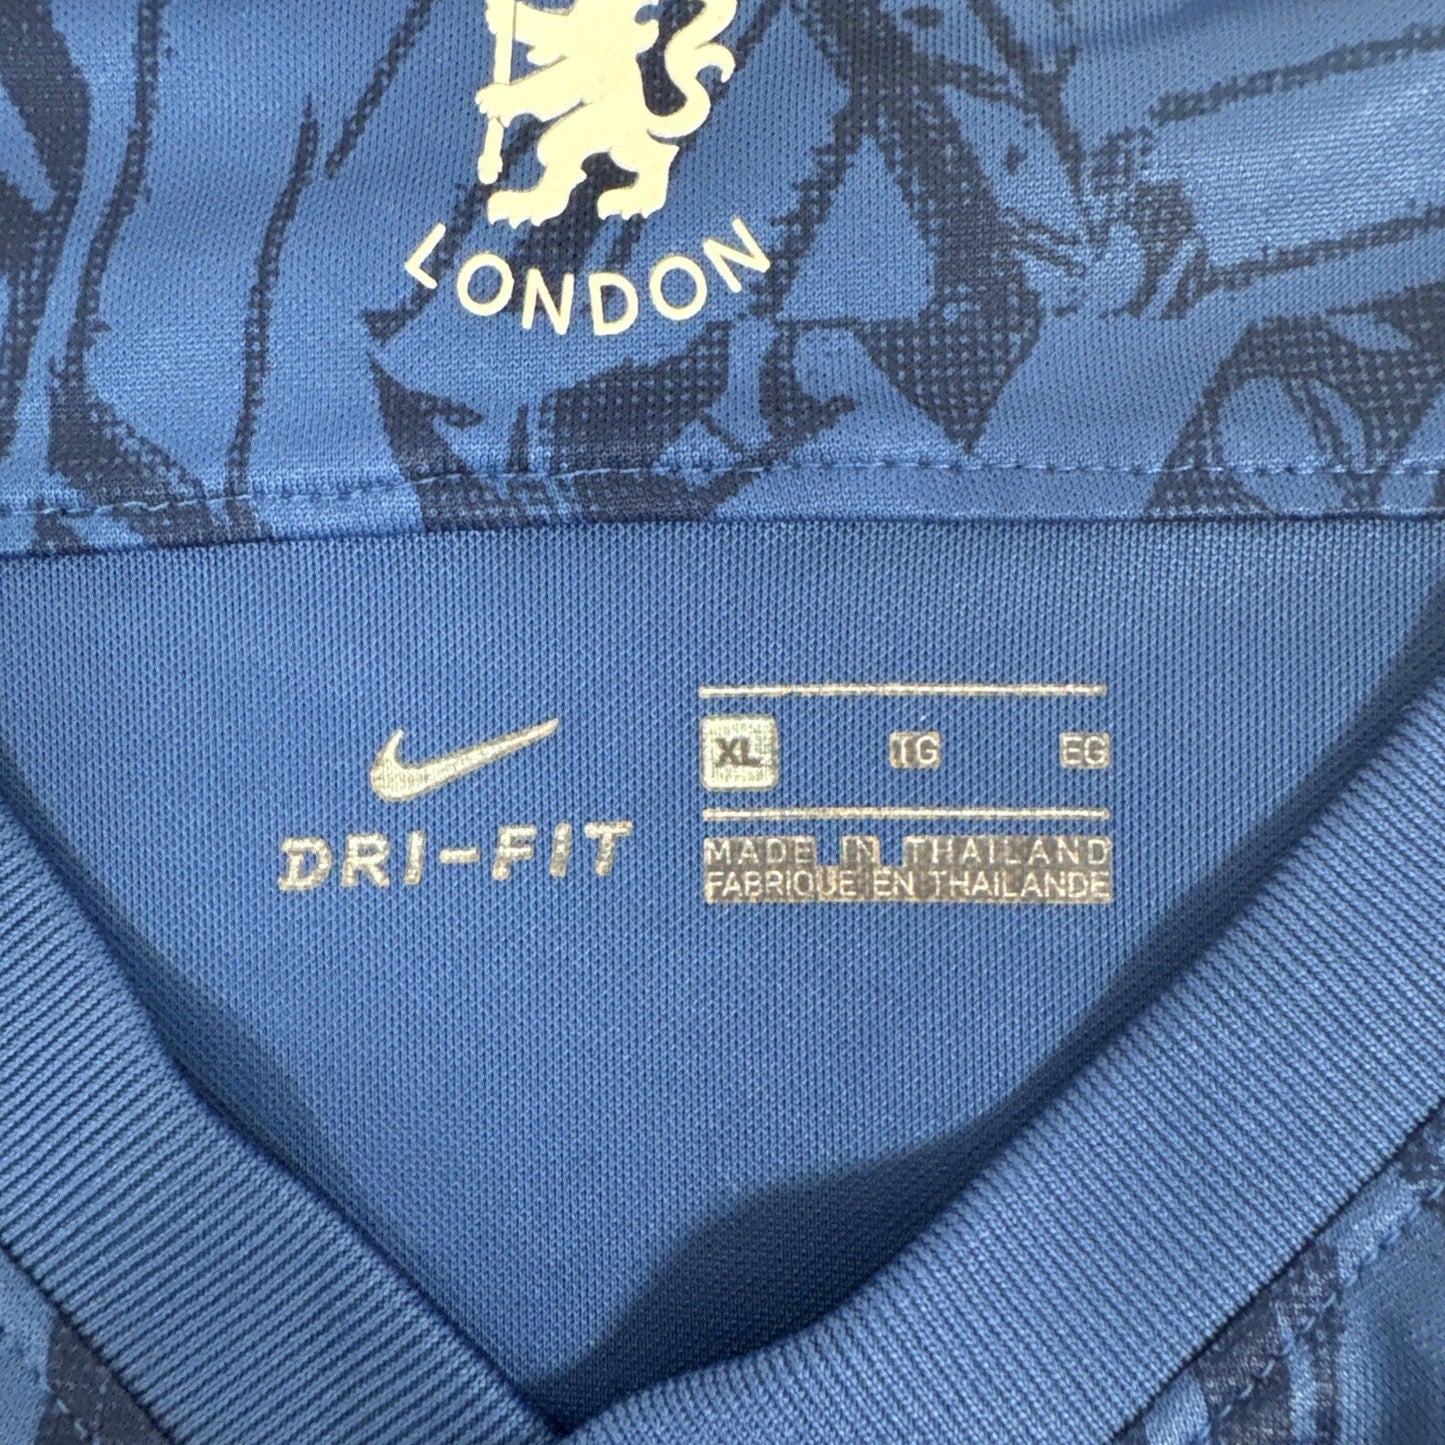 LONDON
DRI-FIT
XL TG EG
MADE IN THAILAND
FABRIQUE EN THAILANDE